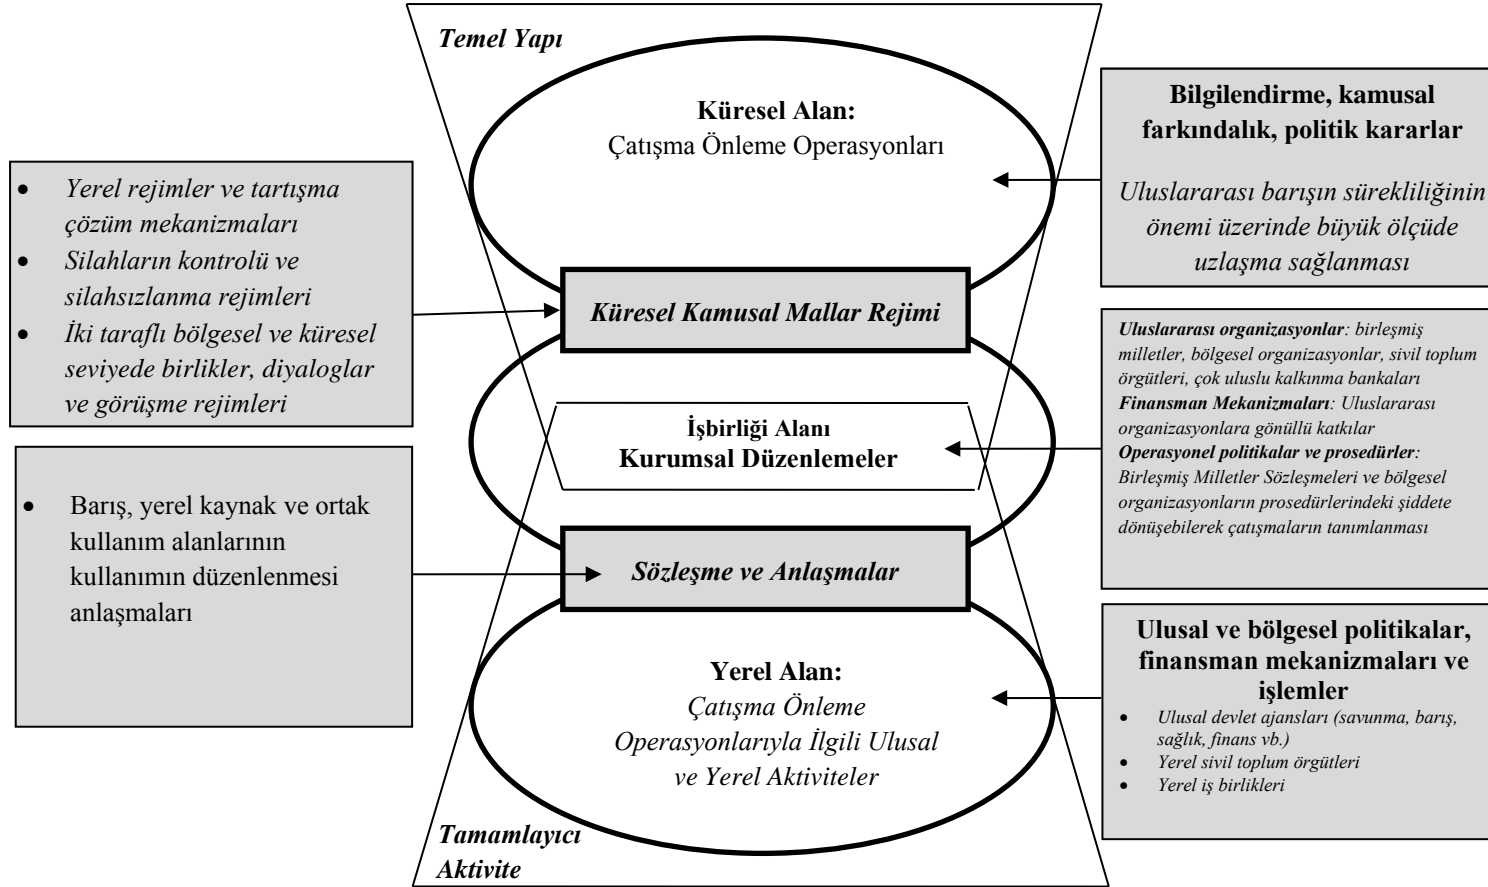 Temel Yapı
Küresel Alan:
Çatışma Önleme Operasyonları
Bilgilendirme, kamusal
farkındalık, politik kararlar
Uluslararası barışın sürekliliğinin
önemi üzerinde büyük ölçüde
uzlaşma sağlanması
• Yerel rejimler ve tartışma
çözüm mekanizmaları
• Silahların kontrolü ve
silahsızlanma rejimleri
• İki taraflı bölgesel ve küresel
seviyede birlikler, diyaloglar
ve görüşme rejimleri
Küresel Kamusal Mallar Rejimi
Uluslararası organizasyonlar: birleşmiş
milletler, bölgesel organizasyonlar, sivil toplum
örgütleri, çok uluslu kalkınma bankaları
Finansman Mekanizmaları: Uluslararası
organizasyonlara gönüllü katkılar
Operasyonel politikalar ve prosedürler:
Birleşmiş Milletler Sözleşmeleri ve bölgesel
organizasyonların prosedürlerindeki şiddete
dönüşebilerek çatışmaların tanımlanması
İşbirliği Alanı
Kurumsal Düzenlemeler
• Barış, yerel kaynak ve ortak
kullanım alanlarının
kullanımın düzenlenmesi
anlaşmaları
Sözleşme ve Anlaşmalar
Yerel Alan:
Çatışma Önleme
Operasyonlarıyla İlgili Ulusal
ve Yerel Aktiviteler
Ulusal ve bölgesel politikalar,
finansman mekanizmaları ve
işlemler
• Ulusal devlet ajansları (savunma, barış,
sağlık, finans vb.)
• Yerel sivil toplum örgütleri
• Yerel iş birlikleri
Tamamlayıcı
Aktivite